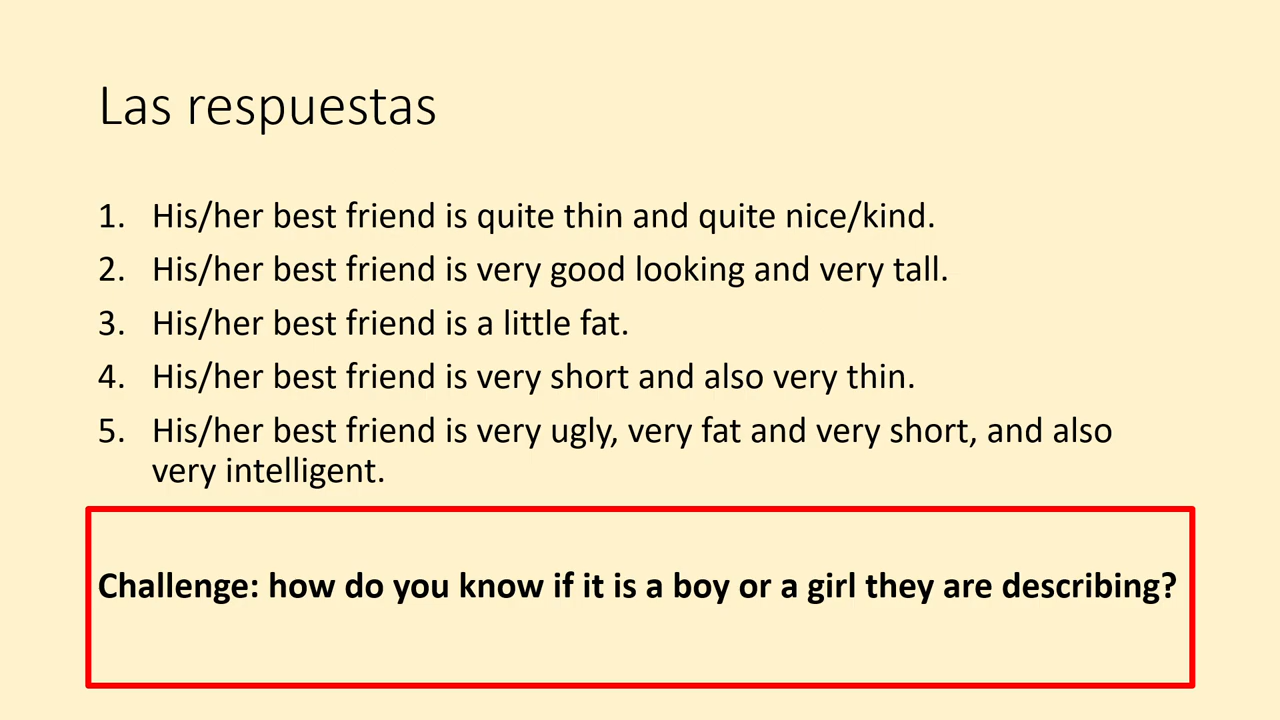 Las respuestas
1. His/her best friend is quite thin and quite nice/kind.
2. His/her best friend is very good looking and very tall.
3. His/her best friend is a little fat.
4. His/her best friend is very short and also very thin.
5. His/her best friend is very ugly, very fat and very short, and also
very intelligent.
Challenge: how do you know if it is a boy or a girl they are describing?